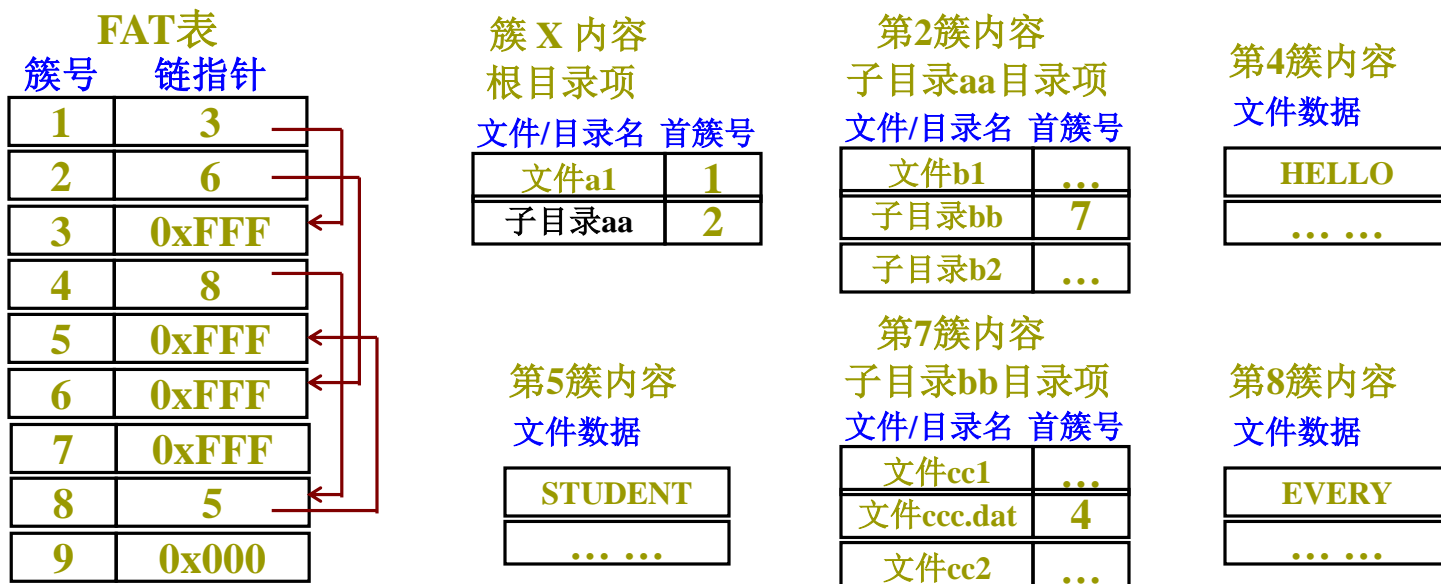 FAT表
簇号 链指针
1 3
2 6
3 0xFFF
4 8
5 0xFFF
6 0xFFF
7 0xFFF
8 5
9 0x000
簇 X 内容
根目录项
文件/目录名 首簇号
文件a1 1
子目录aa 2
第2簇内容
子目录aa目录项
文件/目录名 首簇号
文件b1 …
子目录bb 7
子目录b2 …
第4簇内容
文件数据
HELLO
… …
第5簇内容
文件数据
STUDENT
… …
第7簇内容
子目录bb目录项
文件/目录名 首簇号
文件cc1 …
文件ccc.dat 4
文件cc2 …
第8簇内容
文件数据
EVERY
… …